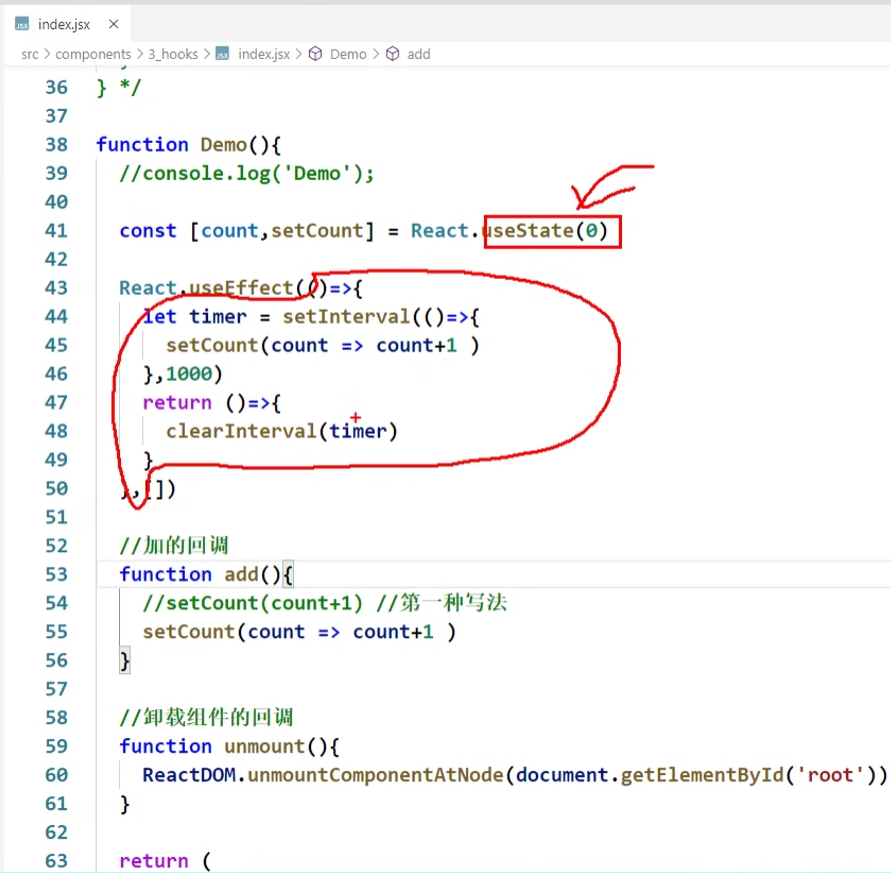 index.jsx ×
src > components > 3_hooks > index.jsx > Demo > add
36 } */
37
38 function Demo(){
39 //console.log('Demo');
40
41 const [count,setCount] = React.useState(0)
42
43 React.useEffect(()=>{
44 let timer = setInterval(()=>{
45 setCount(count => count+1 )
46 },1000)
47 return ()=>{
48 clearInterval(timer)
49 }
50 },[])
51
52 //加的回调
53 function add(){
54 //setCount(count+1) //第一种写法
55 setCount(count => count+1 )
56 }
57
58 //卸载组件的回调
59 function unmount(){
60 ReactDOM.unmountComponentAtNode(document.getElementById('root'))
61 }
62
63 return (